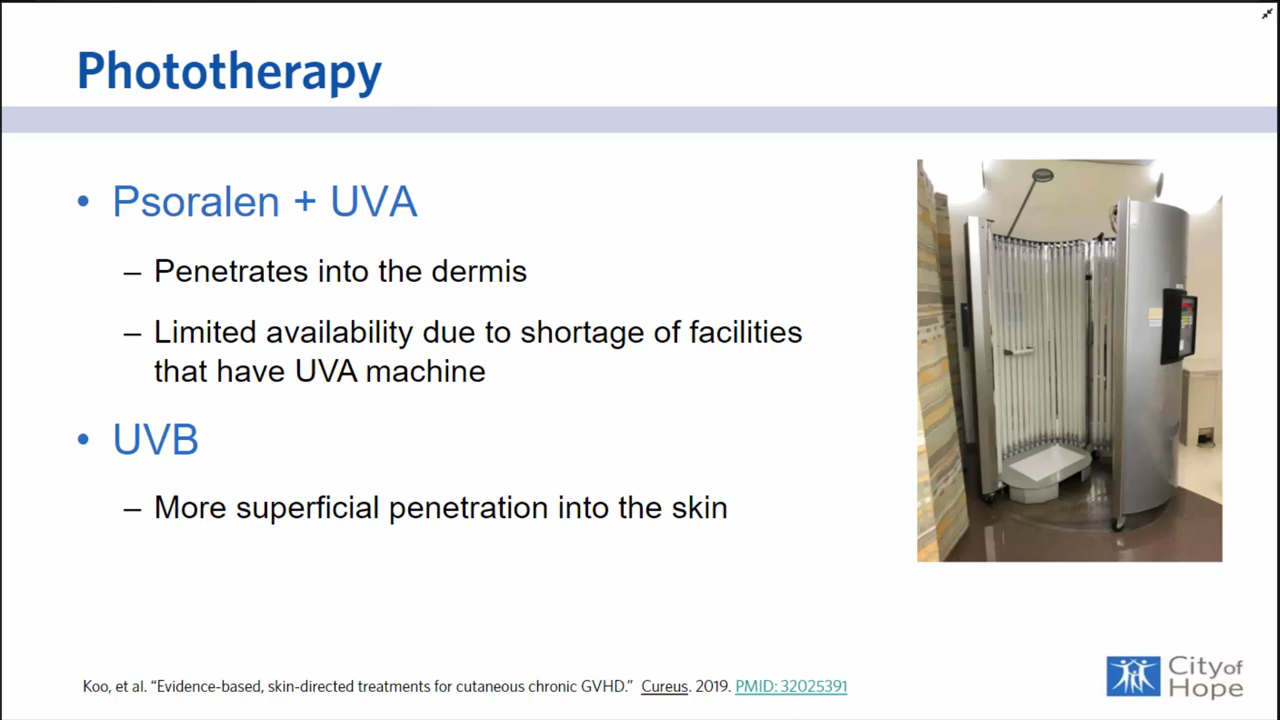 Phototherapy
• Psoralen + UVA
– Penetrates into the dermis
– Limited availability due to shortage of facilities
that have UVA machine
• UVB
– More superficial penetration into the skin
Koo, et al. “Evidence-based, skin-directed treatments for cutaneous chronic GVHD.” Cureus. 2019. PMID: 32025391
City of
Hope